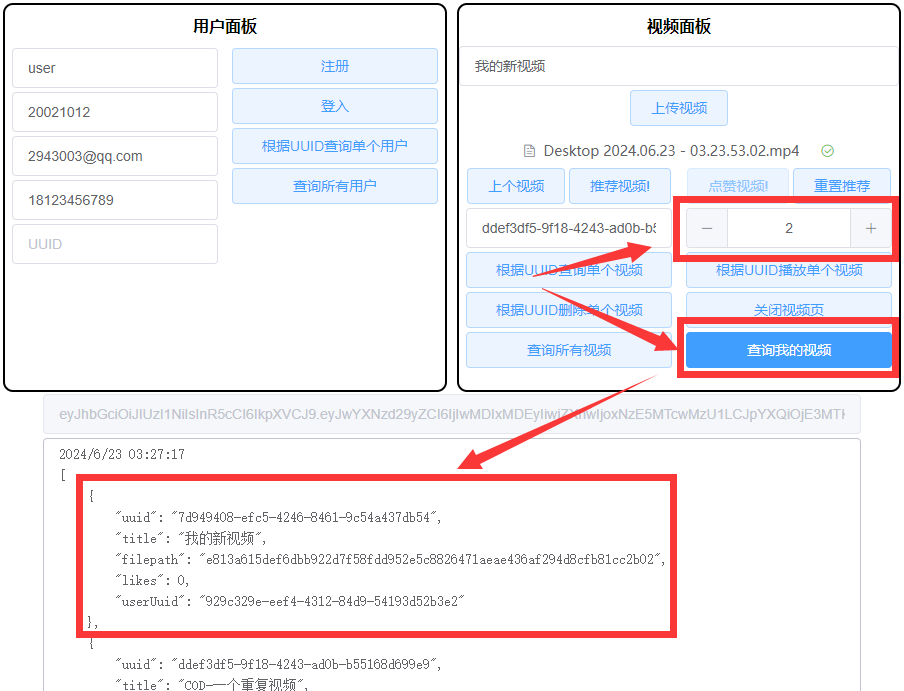 用户面板
user
注册
20021012
登入
2943003@qq.com
根据UUID查询单个用户
18123456789
查询所有用户
UUID
视频面板
我的新视频
上传视频
Desktop 2024.06.23 - 03.23.53.02.mp4
上个视频 推荐视频! 点赞视频! 重置推荐
ddef3df5-9f18-4243-ad0b-b5 − 2 +
根据UUID查询单个视频 根据UUID播放单个视频
根据UUID删除单个视频 关闭视频页
查询所有视频 查询我的视频
2024/6/23 03:27:17
[
{
"uuid": "7d949408-efc5-4246-8461-9c54a437db54",
"title": "我的新视频",
"filepath": "e813a615def6dbb922d7f58fdd952e5c8826471aeae436af294d8cfb81cc2b02",
"likes": 0,
"userUuid": "929c329e-eef4-4312-84d9-54193d52b3e2"
},
{
"uuid": "ddef3df5-9f18-4243-ad0b-b55168d699e9",
"title": "COD-一个重复视频",